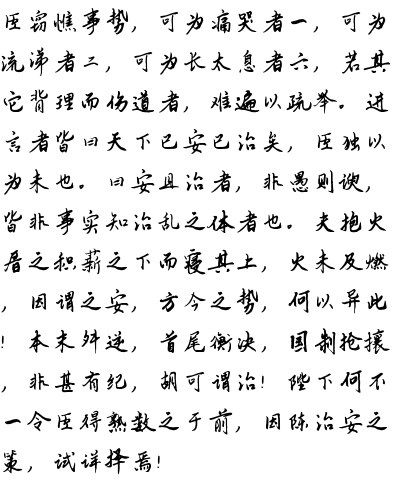 臣窃惟事势，可为痛哭者一，可为
流涕者二，可为长太息者六，若其
它背理而伤道者，难遍以疏举。进
言者皆曰天下已安已治矣，臣独以
为未也。曰安且治者，非愚则谀，
皆非事实知治乱之体者也。夫抱火
厝之积薪之下而寝其上，火未及燃
，因谓之安，方今之势，何以异此
！本末舛逆，首尾衡决，国制抢攘
，非甚有纪，胡可谓治！陛下何不
一令臣得熟数之于前，因陈治安之
策，试详择焉！